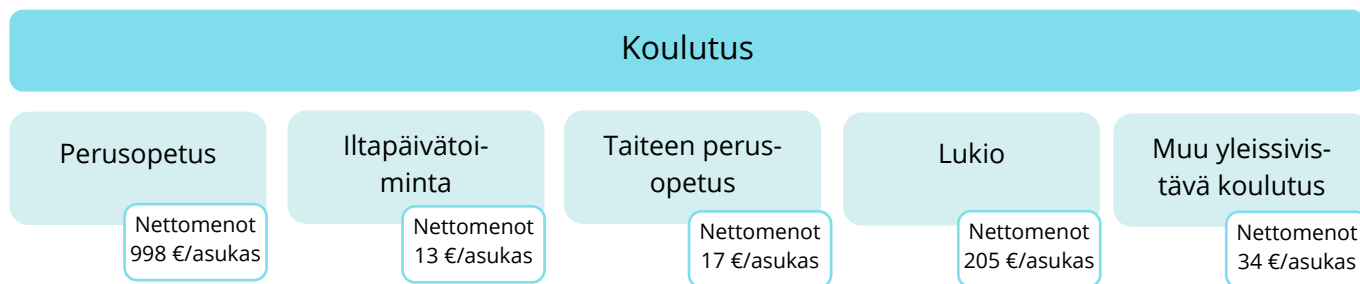 Koulutus
Perusopetus
Nettomenot
998 €/asukas
Iltapäivätoi-
minta
Nettomenot
13 €/asukas
Taiteen perus-
opetus
Nettomenot
17 €/asukas
Lukio
Nettomenot
205 €/asukas
Muu yleissivis-
tävä koulutus
Nettomenot
34 €/asukas